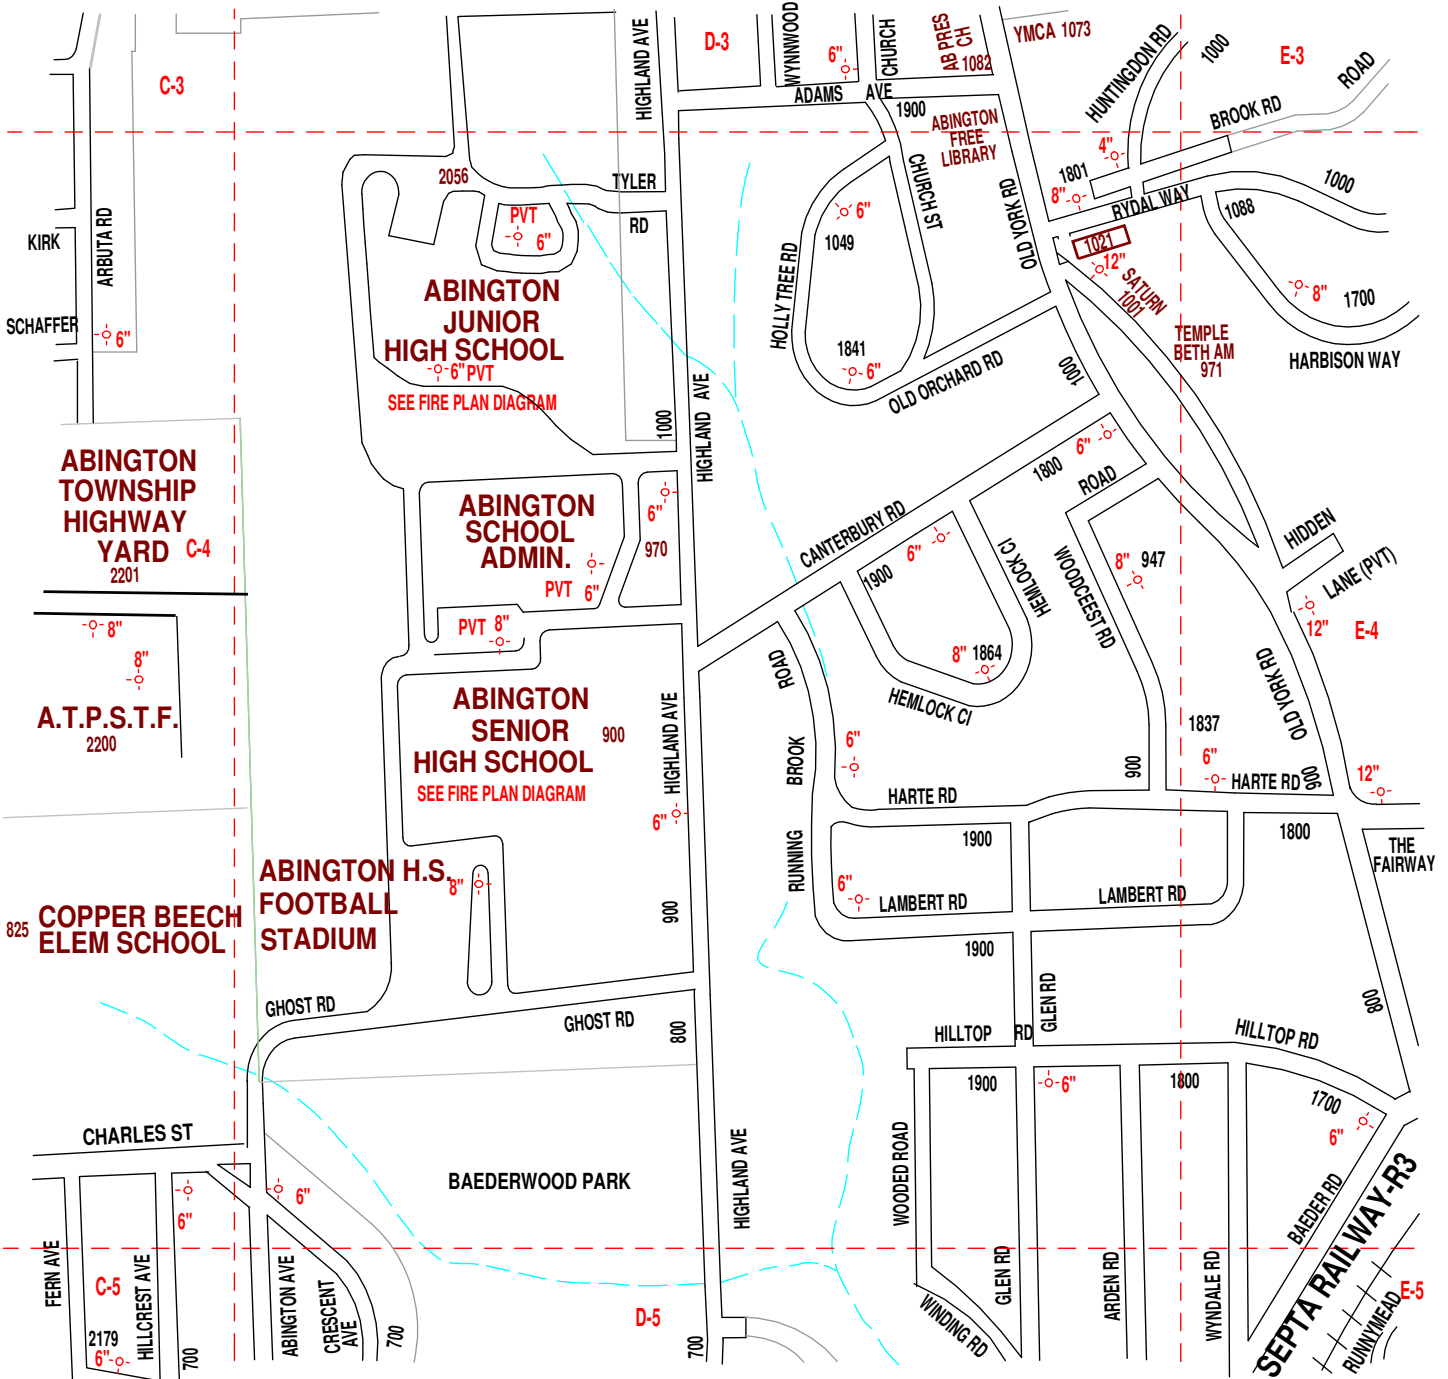 HIGHLAND AVE
D-3
WYNNWOOD
6"
CHURCH
AB PRES
CH
1082
YMCA 1073
HUNTINGDON RD
1000
E-3
ROAD
C-3
ADAMS AVE
1900
BROOK RD
ABINGTON
FREE
LIBRARY
4"
1801
8"
RYDAL WAY
1000
1088
2056
TYLER
RD
PVT
6"
CHURCH ST
OLD YORK RD
6"
1049
HOLLY TREE RD
KIRK
ARBUTA RD
1021
12"
SATURN
1001
8"
1700
HARBISON WAY
ABINGTON
JUNIOR
HIGH SCHOOL
6" PVT
SEE FIRE PLAN DIAGRAM
SCHAFFER
6"
1841
6"
OLD ORCHARD RD
1000
TEMPLE
BETH AM
971
1000
HIGHLAND AVE
6"
1800
ROAD
ABINGTON
TOWNSHIP
HIGHWAY
YARD
C-4
2201
ABINGTON
SCHOOL
ADMIN.
PVT
6"
6"
970
CANTERBURY RD
6"
1900
HEMLOCK CI
WOODCEEST RD
8"
947
HIDDEN
LANE (PVT)
12"
E-4
8"
8"
A.T.P.S.T.F.
2200
PVT
8"
ABINGTON
SENIOR
HIGH SCHOOL
900
SEE FIRE PLAN DIAGRAM
HIGHLAND AVE
6"
ROAD
BROOK
RUNNING
8"
1864
HEMLOCK CI
6"
1837
OLD YORK RD
900
6"
HARTE RD
900
12"
HARTE RD
1900
1800
THE
FAIRWAY
ABINGTON H.S.
FOOTBALL
STADIUM
8"
825
COPPER BEECH
ELEM SCHOOL
900
6"
LAMBERT RD
LAMBERT RD
1900
GHOST RD
GHOST RD
800
GLEN RD
HILLTOP RD
HILLTOP RD
800
1900
6"
1800
1700
6"
CHARLES ST
BAEDERWOOD PARK
HIGHLAND AVE
WOODED ROAD
BAEDER RD
SEPTA RAILWAY-R3
6"
6"
FERN AVE
C-5
2179
6"
HILLCREST AVE
700
ABINGTON AVE
CRESCENT
AVE
700
D-5
700
WINDING RD
GLEN RD
ARDEN RD
WYNDALE RD
RUNNYMEAD
E-5